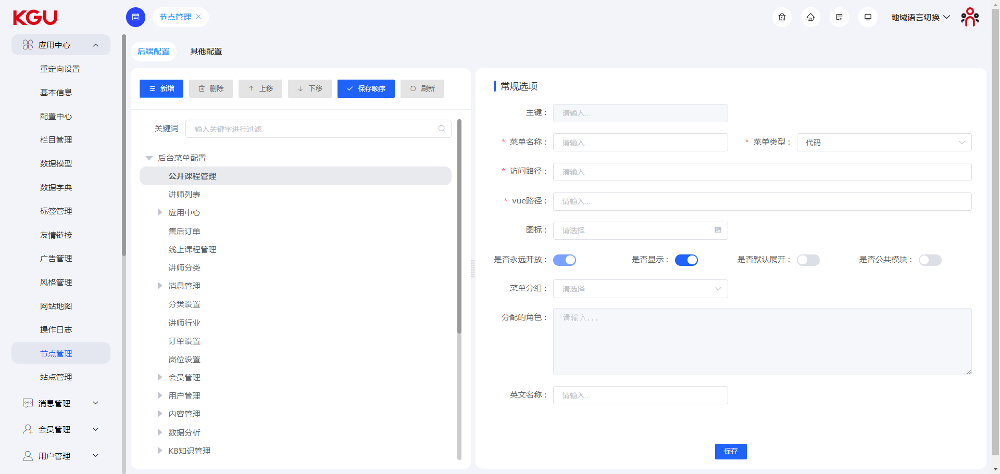 KGU
应用中心
重定向设置
基本信息
配置中心
栏目管理
数据模型
数据字典
标签管理
友情链接
广告管理
风格管理
网站地图
操作日志
节点管理
站点管理
消息管理
会员管理
用户管理
节点管理
地域语言切换
后端配置 其他配置
新增 删除 上移 下移 保存顺序 刷新
关键词 输入关键字进行过滤
后台菜单配置
公开课程管理
讲师列表
应用中心
售后订单
线上课程管理
讲师分类
消息管理
分类设置
讲师行业
订单设置
岗位设置
会员管理
用户管理
内容管理
数据分析
KB知识管理
常规选项
主键： 请输入...
* 菜单名称： 请输入... * 菜单类型： 代码
* 访问路径： 请输入...
* vue路径： 请输入...
图标： 请选择
是否永远开放： 是否显示： 是否默认展开： 是否公共模块：
菜单分组： 请选择
分配的角色： 请输入...
英文名称： 请输入...
保存